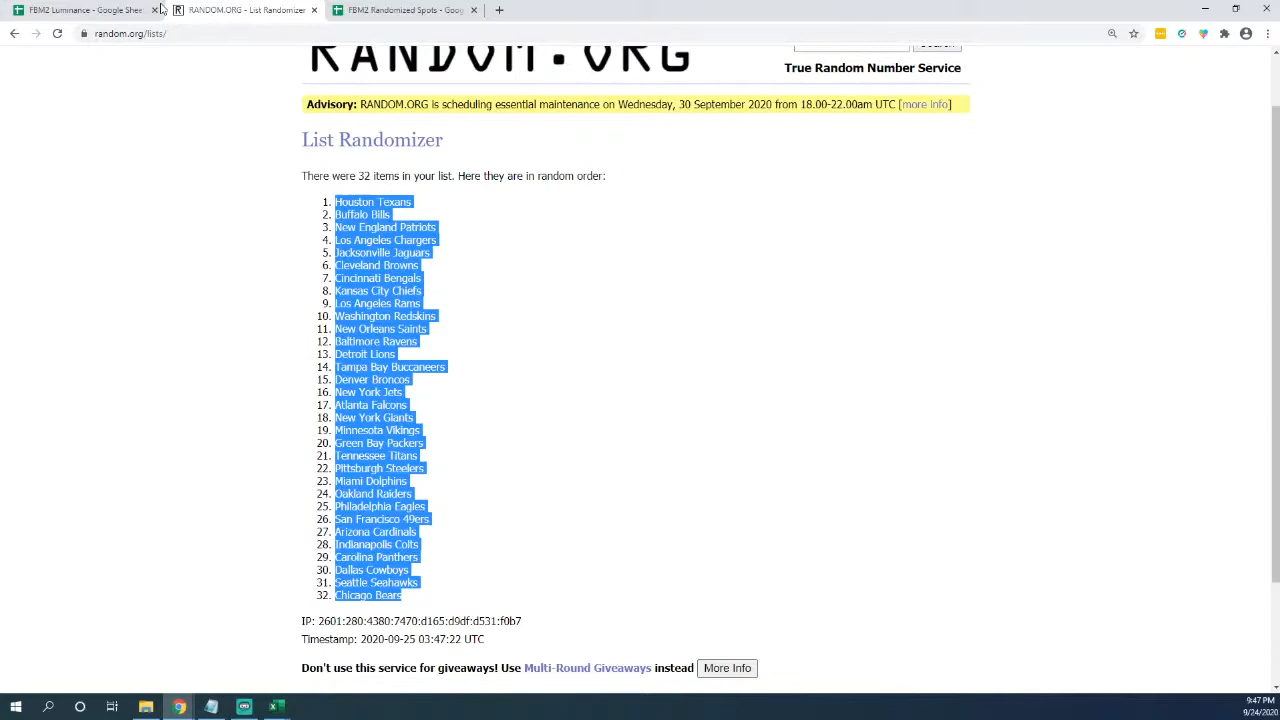 FBM2 Luminance - Google Shee
RANDOM.ORG - List Randomizer
FBM2 Randomized Spots - Goog
random.org/lists/
RANDOM.ORG
Search
True Random Number Service
Advisory: RANDOM.ORG is scheduling essential maintenance on Wednesday, 30 September 2020 from 18.00-22.00am UTC [more info]
List Randomizer
There were 32 items in your list. Here they are in random order:
1. Houston Texans
2. Buffalo Bills
3. New England Patriots
4. Los Angeles Chargers
5. Jacksonville Jaguars
6. Cleveland Browns
7. Cincinnati Bengals
8. Kansas City Chiefs
9. Los Angeles Rams
10. Washington Redskins
11. New Orleans Saints
12. Baltimore Ravens
13. Detroit Lions
14. Tampa Bay Buccaneers
15. Denver Broncos
16. New York Jets
17. Atlanta Falcons
18. New York Giants
19. Minnesota Vikings
20. Green Bay Packers
21. Tennessee Titans
22. Pittsburgh Steelers
23. Miami Dolphins
24. Oakland Raiders
25. Philadelphia Eagles
26. San Francisco 49ers
27. Arizona Cardinals
28. Indianapolis Colts
29. Carolina Panthers
30. Dallas Cowboys
31. Seattle Seahawks
32. Chicago Bears
IP: 2601:280:4380:7470:d165:d9df:d531:f0b7
Timestamp: 2020-09-25 03:47:22 UTC
Don't use this service for giveaways! Use Multi-Round Giveaways instead More Info
9:47 PM
9/24/2020